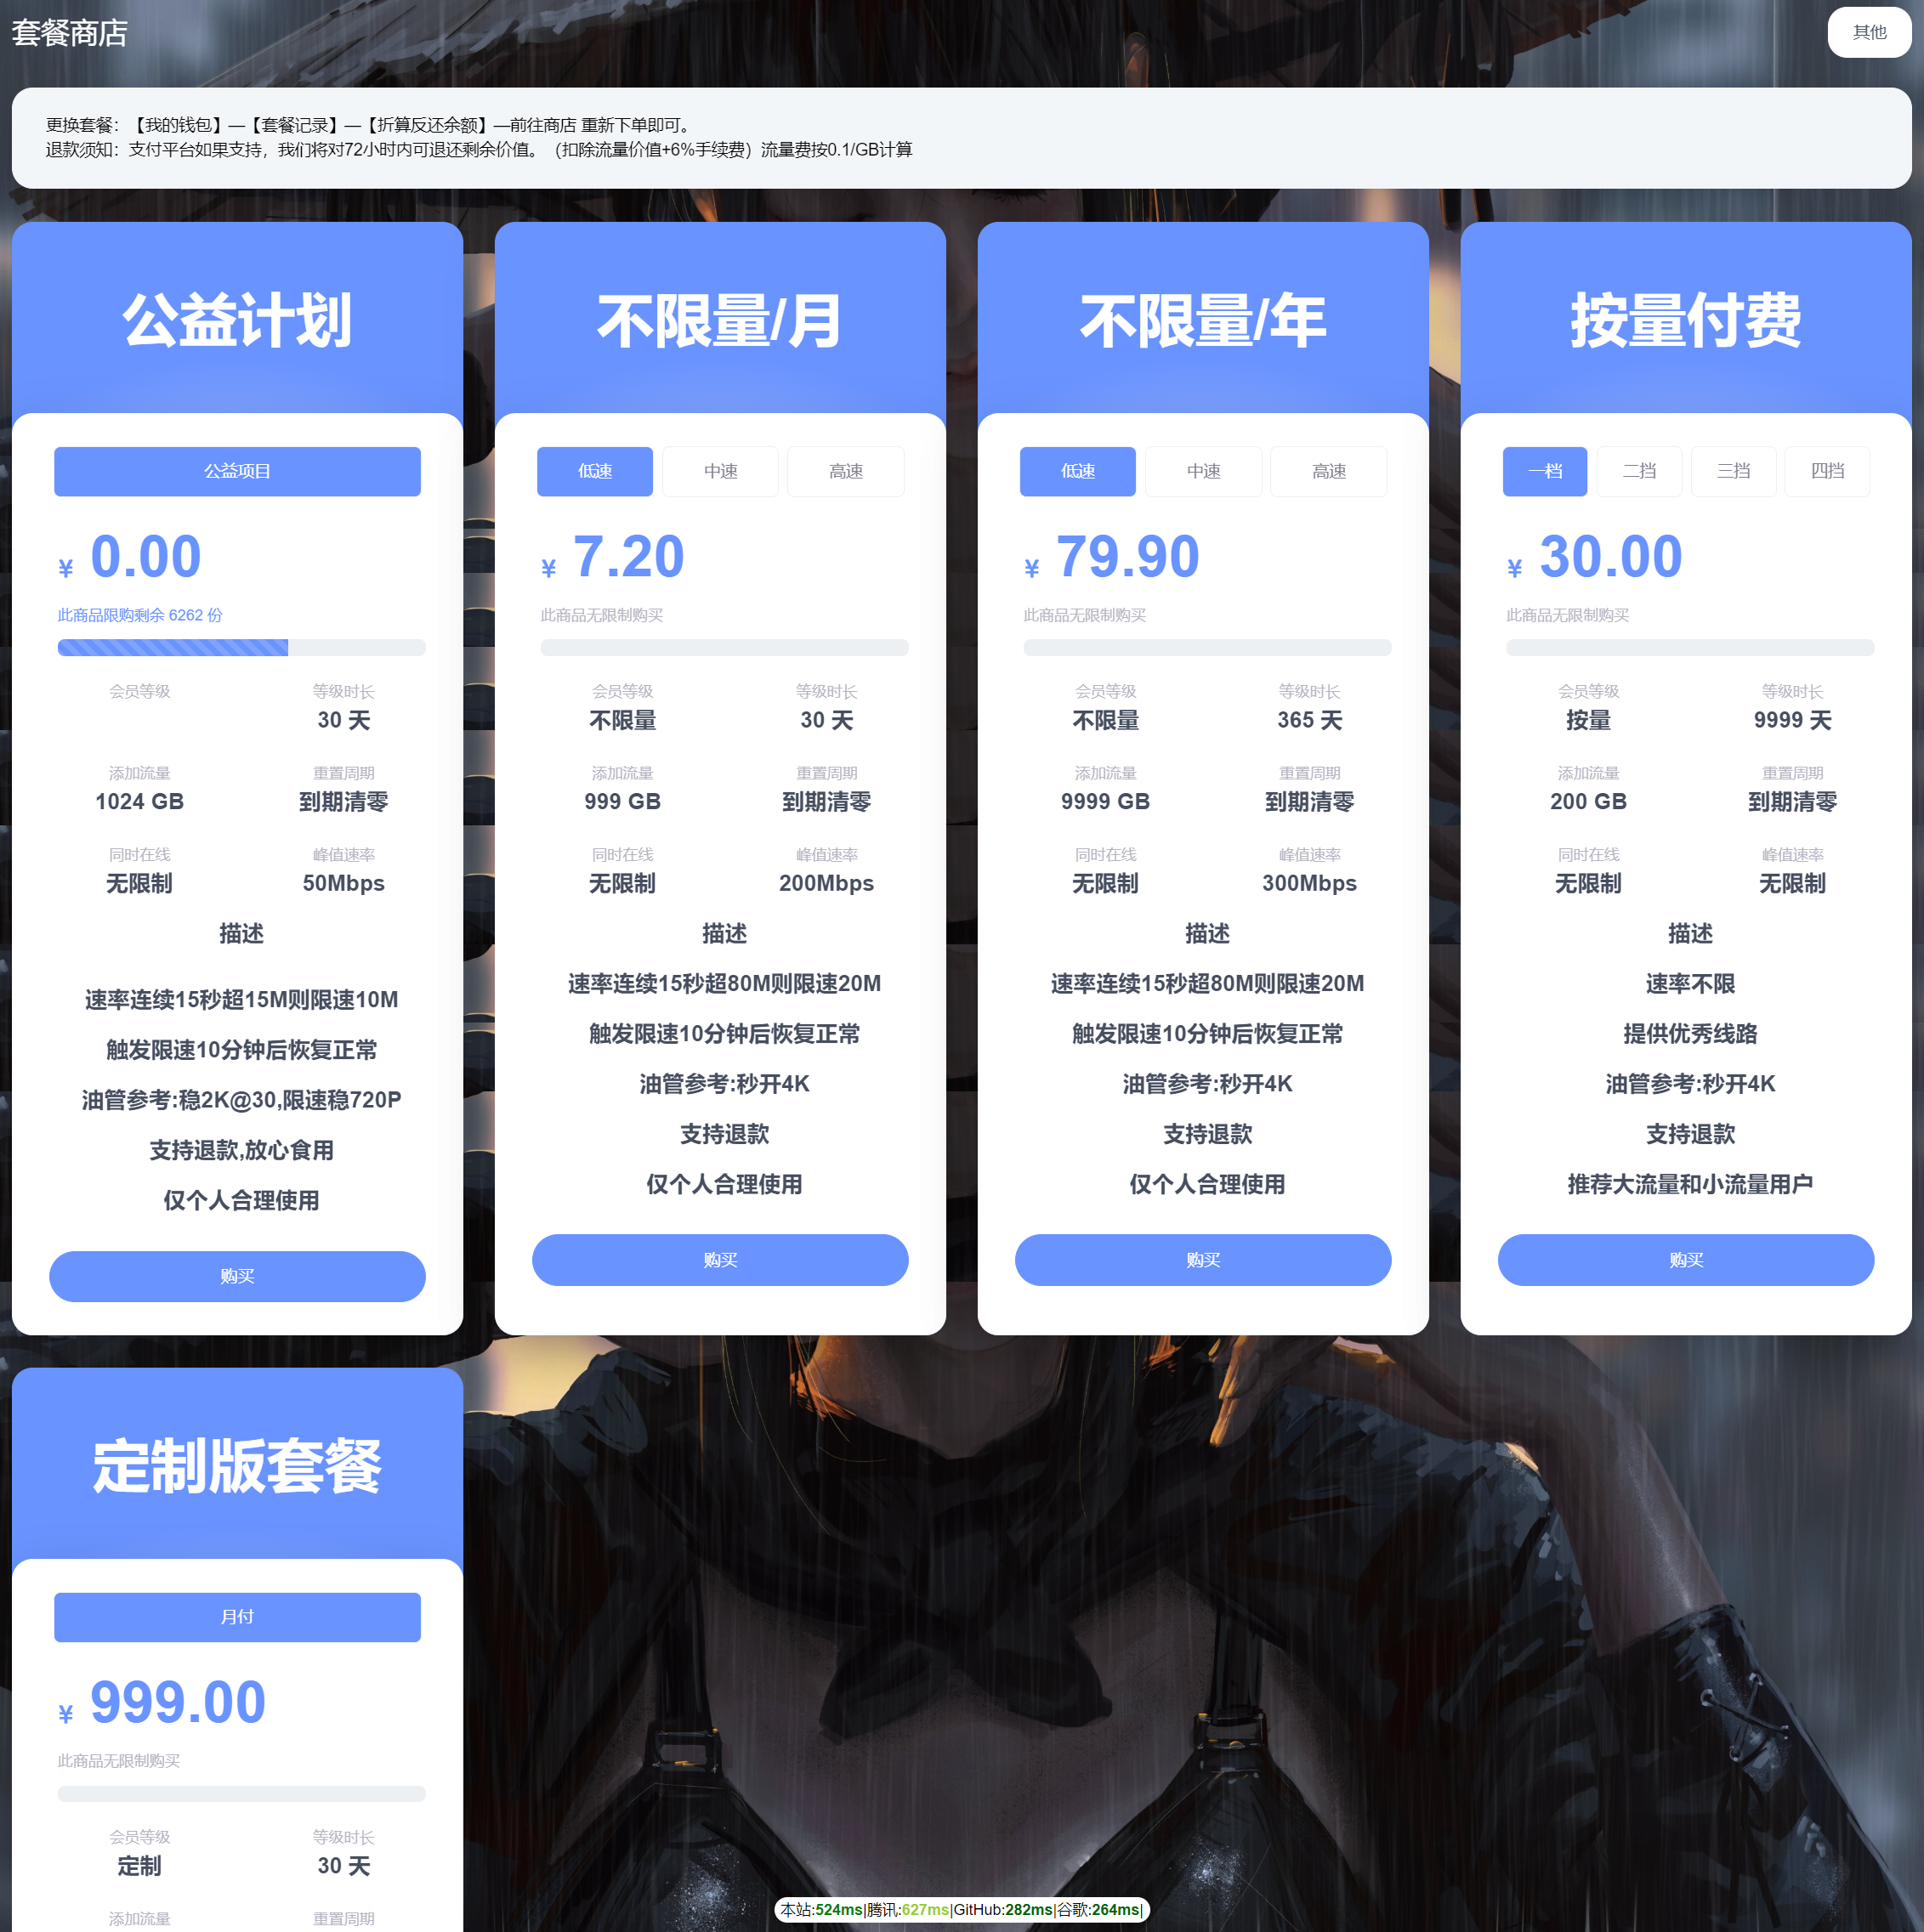 套餐商店
其他
更换套餐：【我的钱包】—【套餐记录】—【折算反还余额】—前往商店 重新下单即可。
退款须知：支付平台如果支持，我们将对72小时内可退还剩余价值。（扣除流量价值+6%手续费）流量费按0.1/GB计算
公益计划
公益项目
¥ 0.00
此商品限购剩余 6262 份
会员等级 等级时长
30 天
添加流量 重置周期
1024 GB 到期清零
同时在线 峰值速率
无限制 50Mbps
描述
速率连续15秒超15M则限速10M
触发限速10分钟后恢复正常
油管参考:稳2K@30,限速稳720P
支持退款,放心食用
仅个人合理使用
购买
不限量/月
低速 中速 高速
¥ 7.20
此商品无限制购买
会员等级 等级时长
不限量 30 天
添加流量 重置周期
999 GB 到期清零
同时在线 峰值速率
无限制 200Mbps
描述
速率连续15秒超80M则限速20M
触发限速10分钟后恢复正常
油管参考:秒开4K
支持退款
仅个人合理使用
购买
不限量/年
低速 中速 高速
¥ 79.90
此商品无限制购买
会员等级 等级时长
不限量 365 天
添加流量 重置周期
9999 GB 到期清零
同时在线 峰值速率
无限制 300Mbps
描述
速率连续15秒超80M则限速20M
触发限速10分钟后恢复正常
油管参考:秒开4K
支持退款
仅个人合理使用
购买
按量付费
一档 二挡 三挡 四挡
¥ 30.00
此商品无限制购买
会员等级 等级时长
按量 9999 天
添加流量 重置周期
200 GB 到期清零
同时在线 峰值速率
无限制 无限制
描述
速率不限
提供优秀线路
油管参考:秒开4K
支持退款
推荐大流量和小流量用户
购买
定制版套餐
月付
¥ 999.00
此商品无限制购买
会员等级 等级时长
定制 30 天
添加流量 重置周期
本站:524ms|腾讯:627ms|GitHub:282ms|谷歌:264ms|